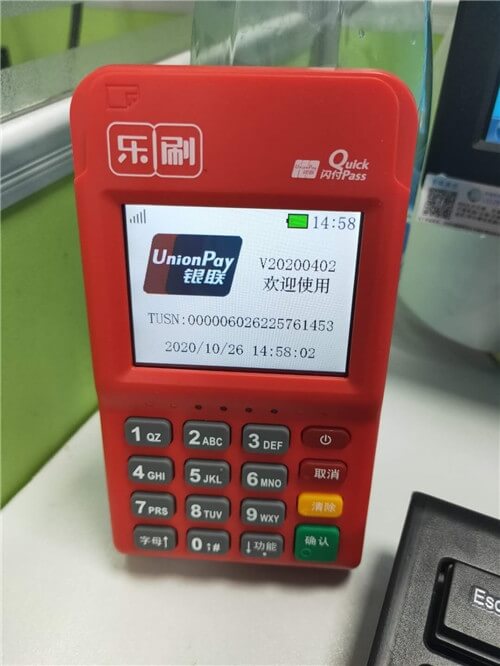 乐刷
Quick
UnionPay 银联 闪付Pass
14:58
UnionPay
银联
V20200402
欢迎使用
TUSN:000006026225761453
2020/10/26 14:58:02
1 QZ 2 ABC 3 DEF
4 GHI 5 JKL 6 MNO 取消
7 PRS 8 TUV 9 WXY 清除
字母↑ 0 ↑# ↓功能 确认
Esc